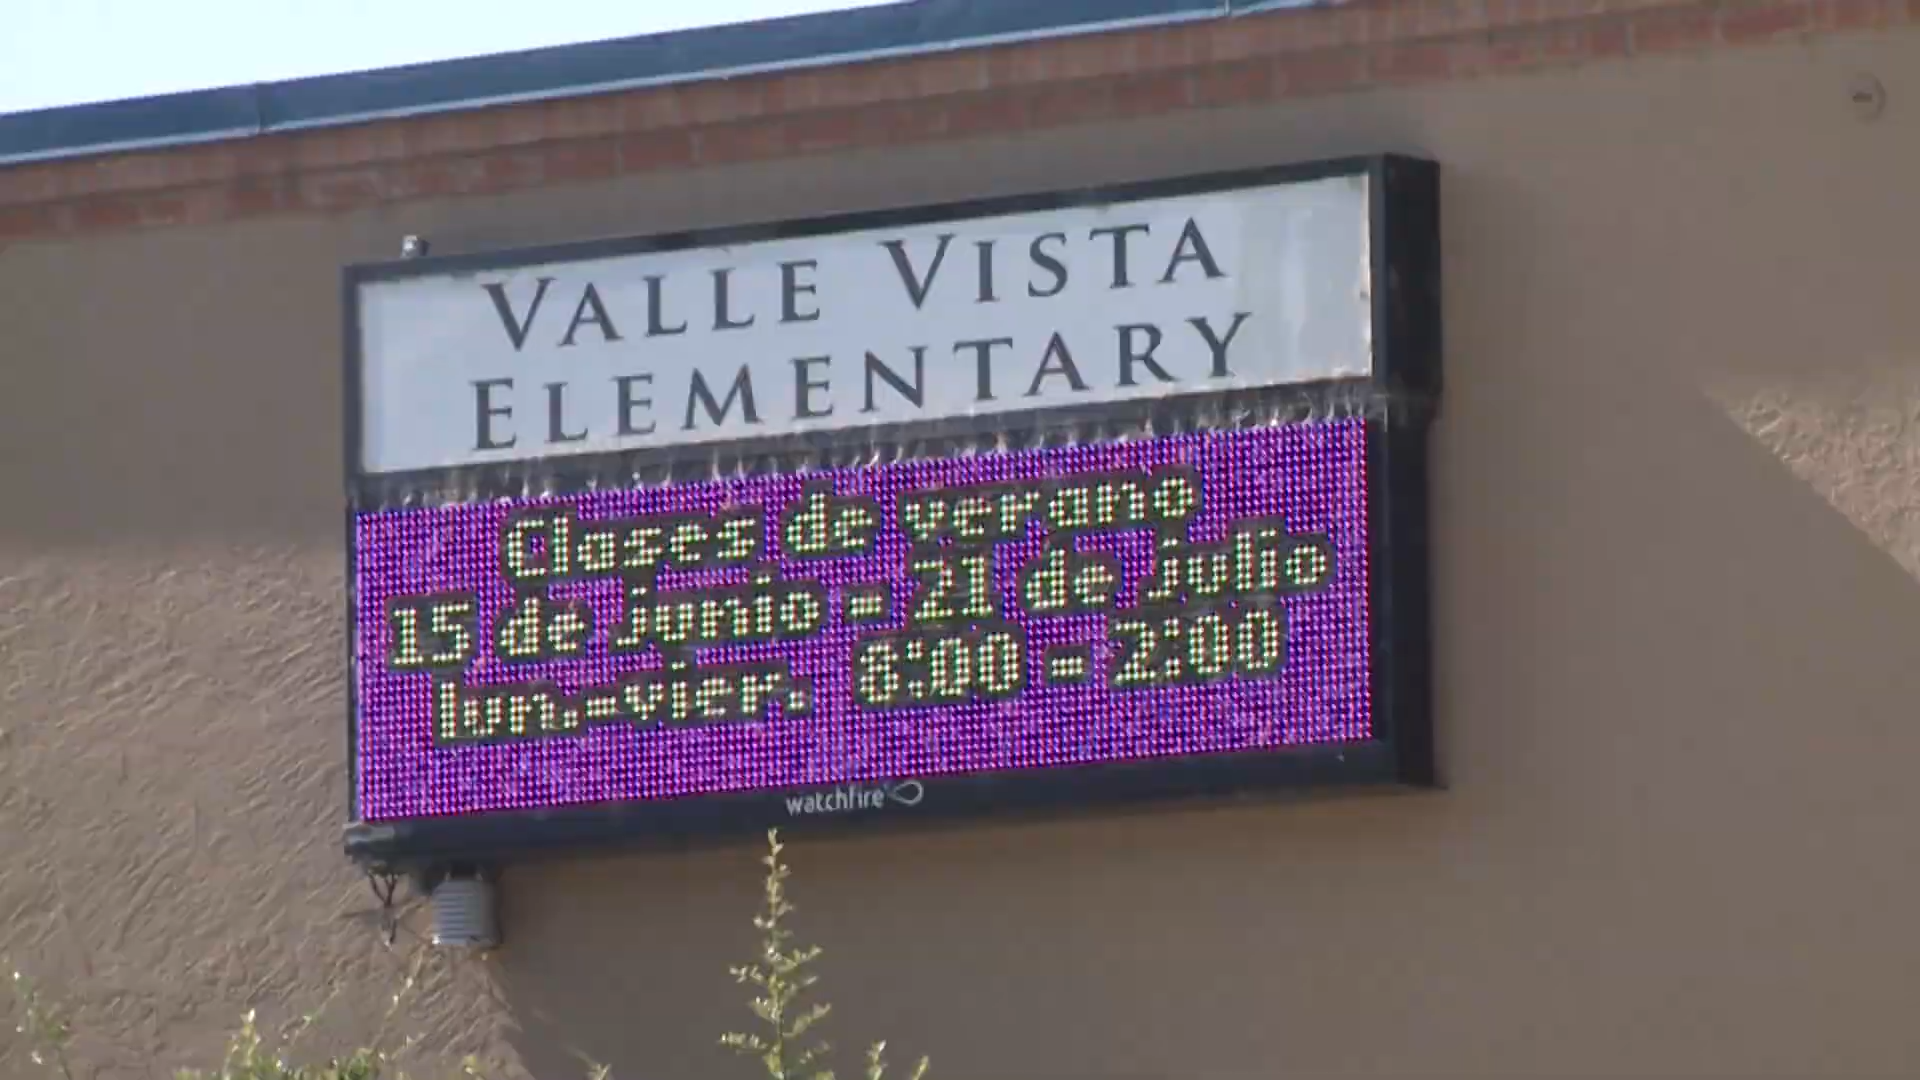 VALLE VISTA
ELEMENTARY
Clases de verano
15 de junio - 21 de julio
lun.-vier. 8:00 - 2:00
watchfire